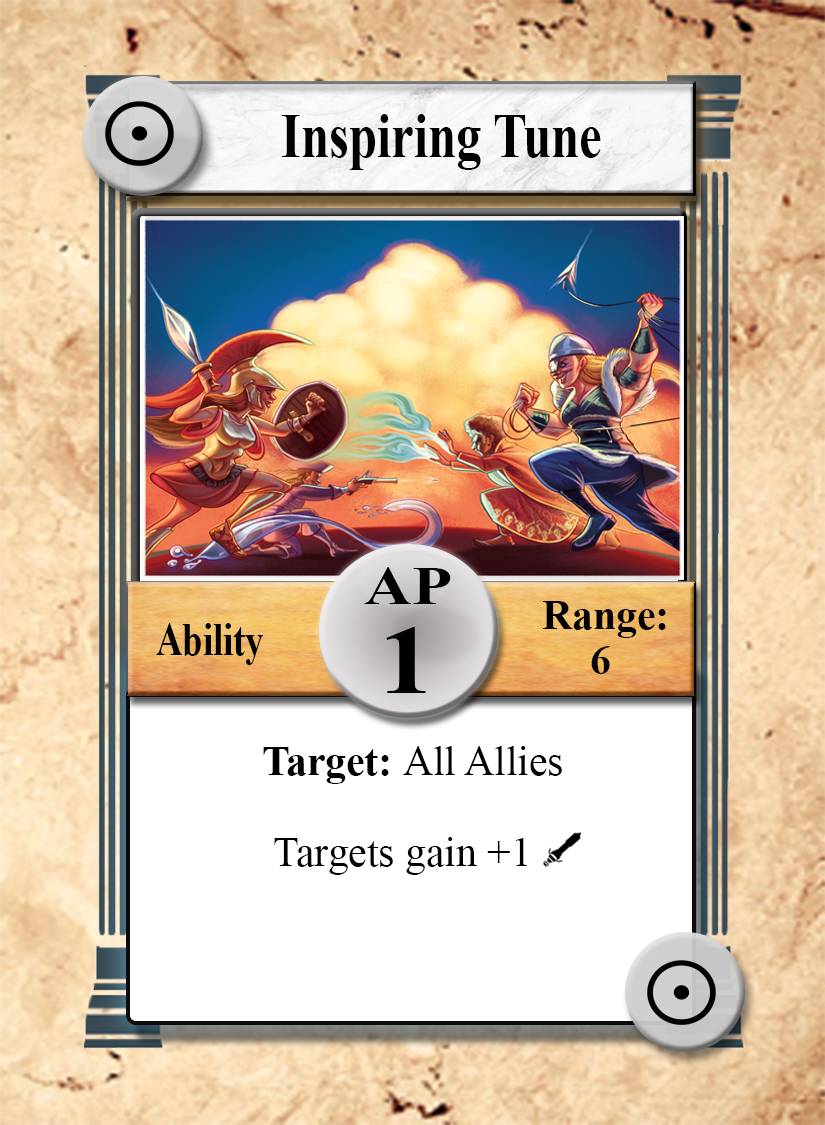 Inspiring Tune
Ability
AP
1
Range:
6
Target: All Allies
Targets gain +1